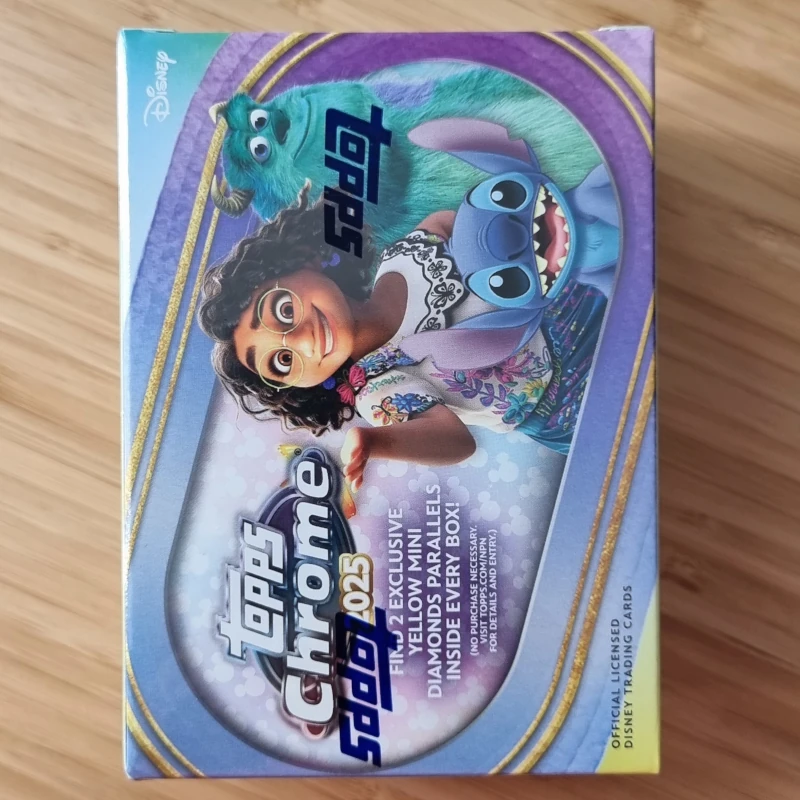 Disney
topps
topps
Chrome
2025
topps
FIND 2 EXCLUSIVE
YELLOW MINI
DIAMONDS PARALLELS
INSIDE EVERY BOX!
(NO PURCHASE NECESSARY.
VISIT TOPPS.COM/NPN
FOR DETAILS AND ENTRY.)
OFFICIAL LICENSED
DISNEY TRADING CARDS